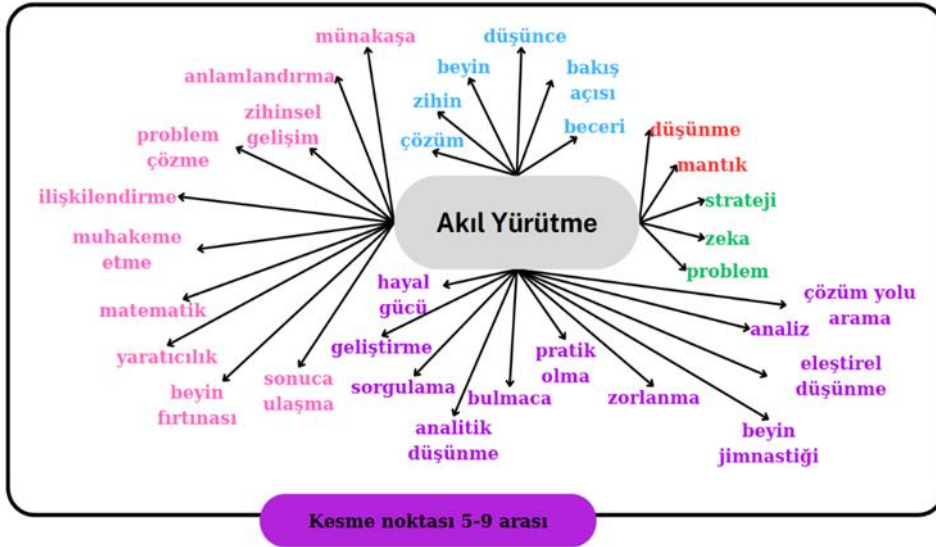 münakaşa
anlamlandırma
zihinsel
gelişim
problem
çözme
ilişkilendirme
muhakeme
etme
matematik
yaratıcılık
beyin
fırtınası
sonuca
ulaşma
düşünce
beyin
bakış
açısı
zihin
beceri
çözüm
düşünme
mantık
strateji
zeka
problem
Akıl Yürütme
hayal
gücü
geliştirme
sorgulama
analitik
düşünme
bulmaca
pratik
olma
zorlanma
çözüm yolu
arama
analiz
eleştirel
düşünme
beyin
jimnastiği
Kesme noktası 5-9 arası